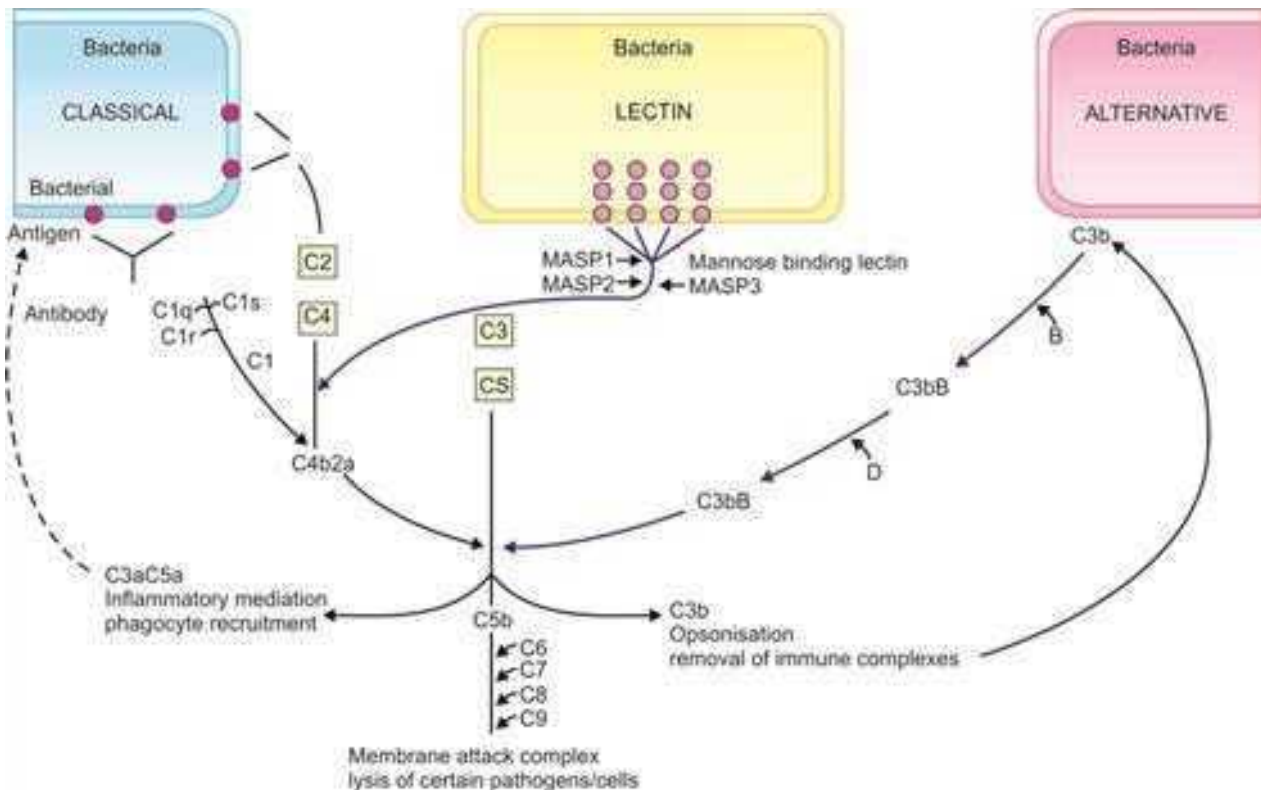 Bacteria
CLASSICAL
Bacterial
Antigen
Antibody
C1q
C1s
C1r
C1
C2
C4
C4b2a
Bacteria
LECTIN
MASP1
MASP2
Mannose binding lectin
MASP3
C3
CS
Bacteria
ALTERNATIVE
C3b
B
C3bB
D
C3bB
C3aC5a
Inflammatory mediation
phagocyte recruitment
C5b
C6
C7
C8
C9
Membrane attack complex
lysis of certain pathogens/cells
C3b
Opsonisation
removal of immune complexes